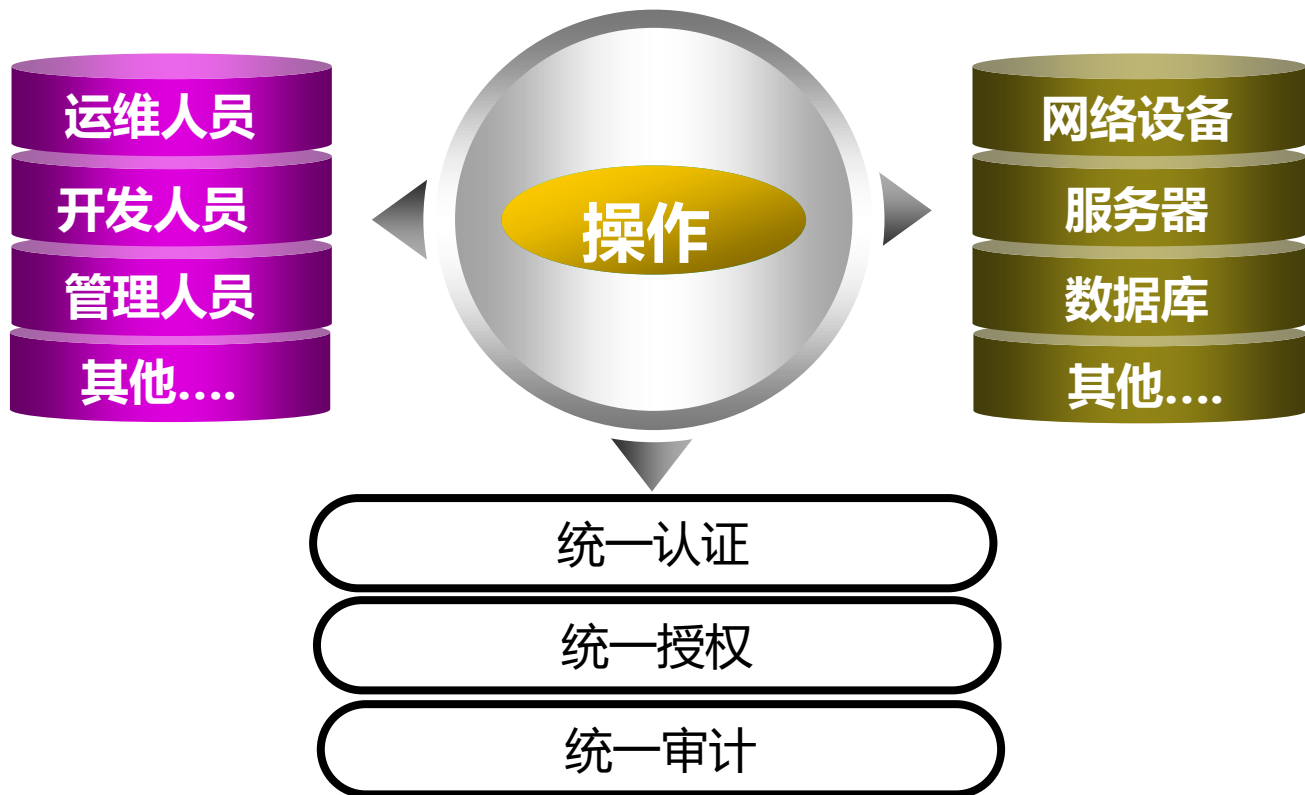 运维人员
开发人员
管理人员
其他....
操作
网络设备
服务器
数据库
其他....
统一认证
统一授权
统一审计